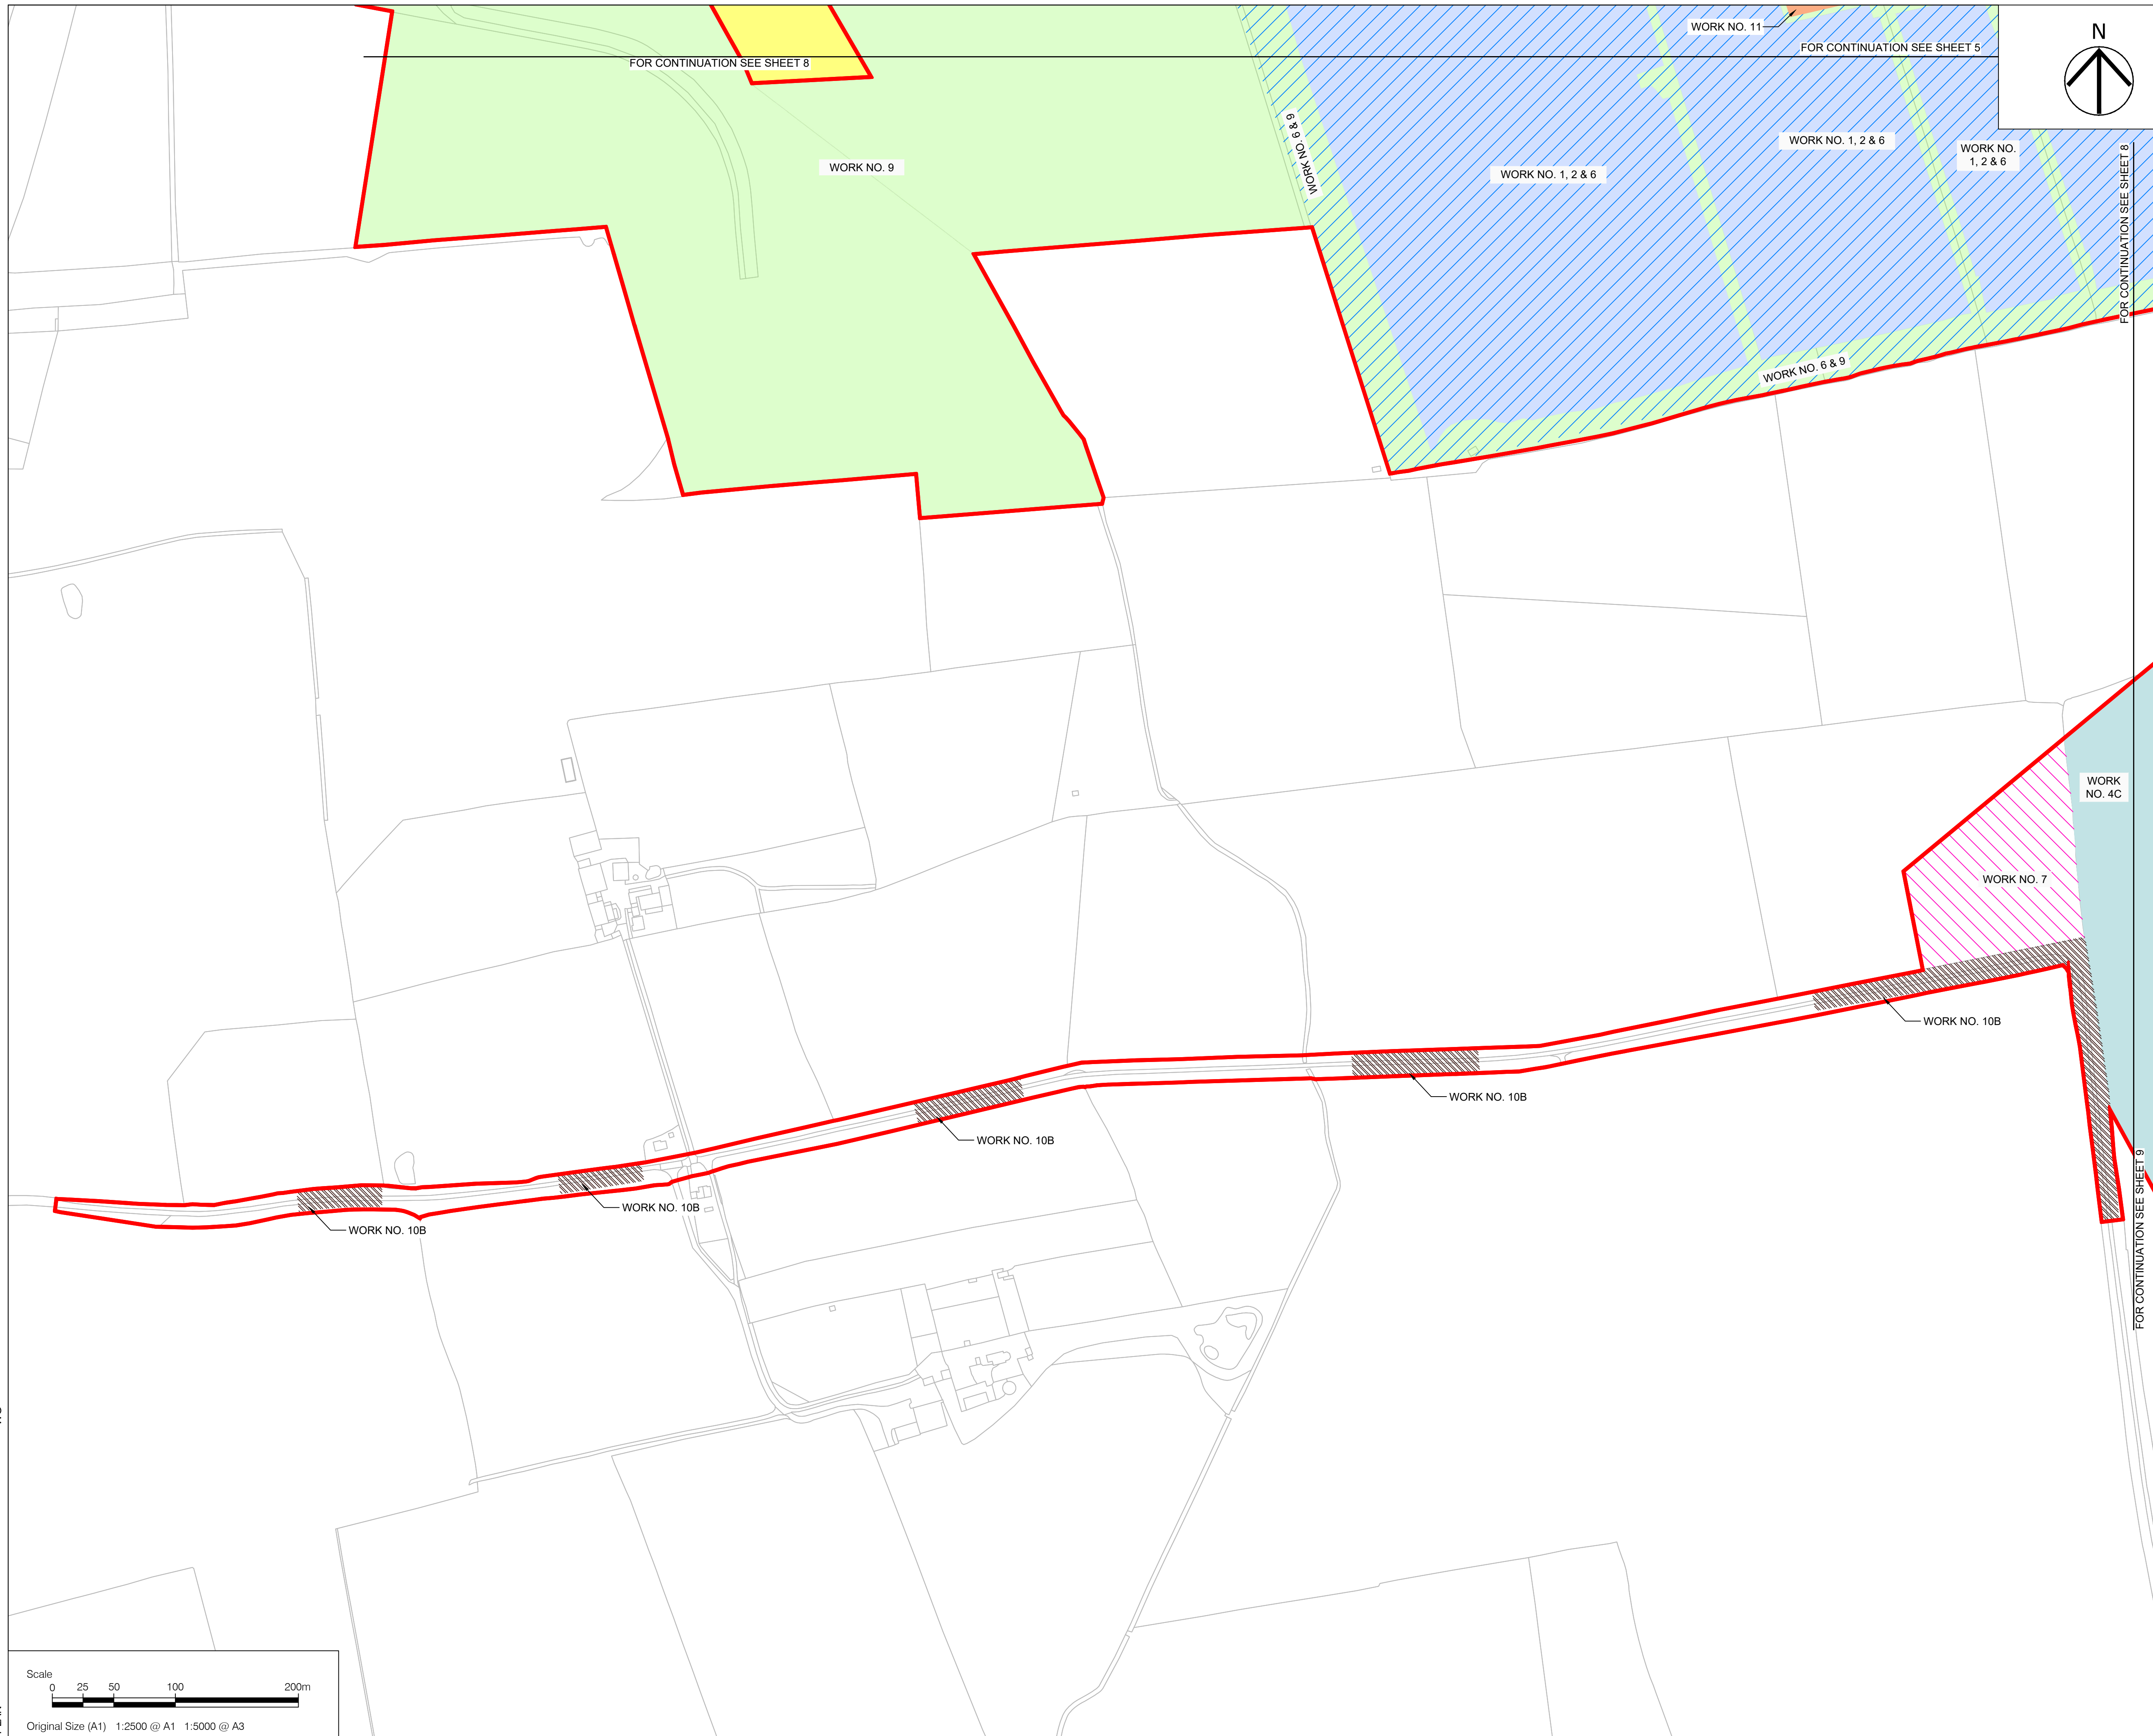 WORK NO. 11
FOR CONTINUATION SEE SHEET 5
N
FOR CONTINUATION SEE SHEET 8
WORK NO. 9
WORK NO. 6 & 9
WORK NO. 1, 2 & 6
WORK NO. 1, 2 & 6
WORK NO.
1, 2 & 6
FOR CONTINUATION SEE SHEET 8
WORK NO. 6 & 9
WORK
NO. 4C
WORK NO. 7
WORK NO. 10B
WORK NO. 10B
WORK NO. 10B
WORK NO. 10B
WORK NO. 10B
FOR CONTINUATION SEE SHEET 9
Scale
0 25 50 100 200m
Original Size (A1) 1:2500 @ A1 1:5000 @ A3